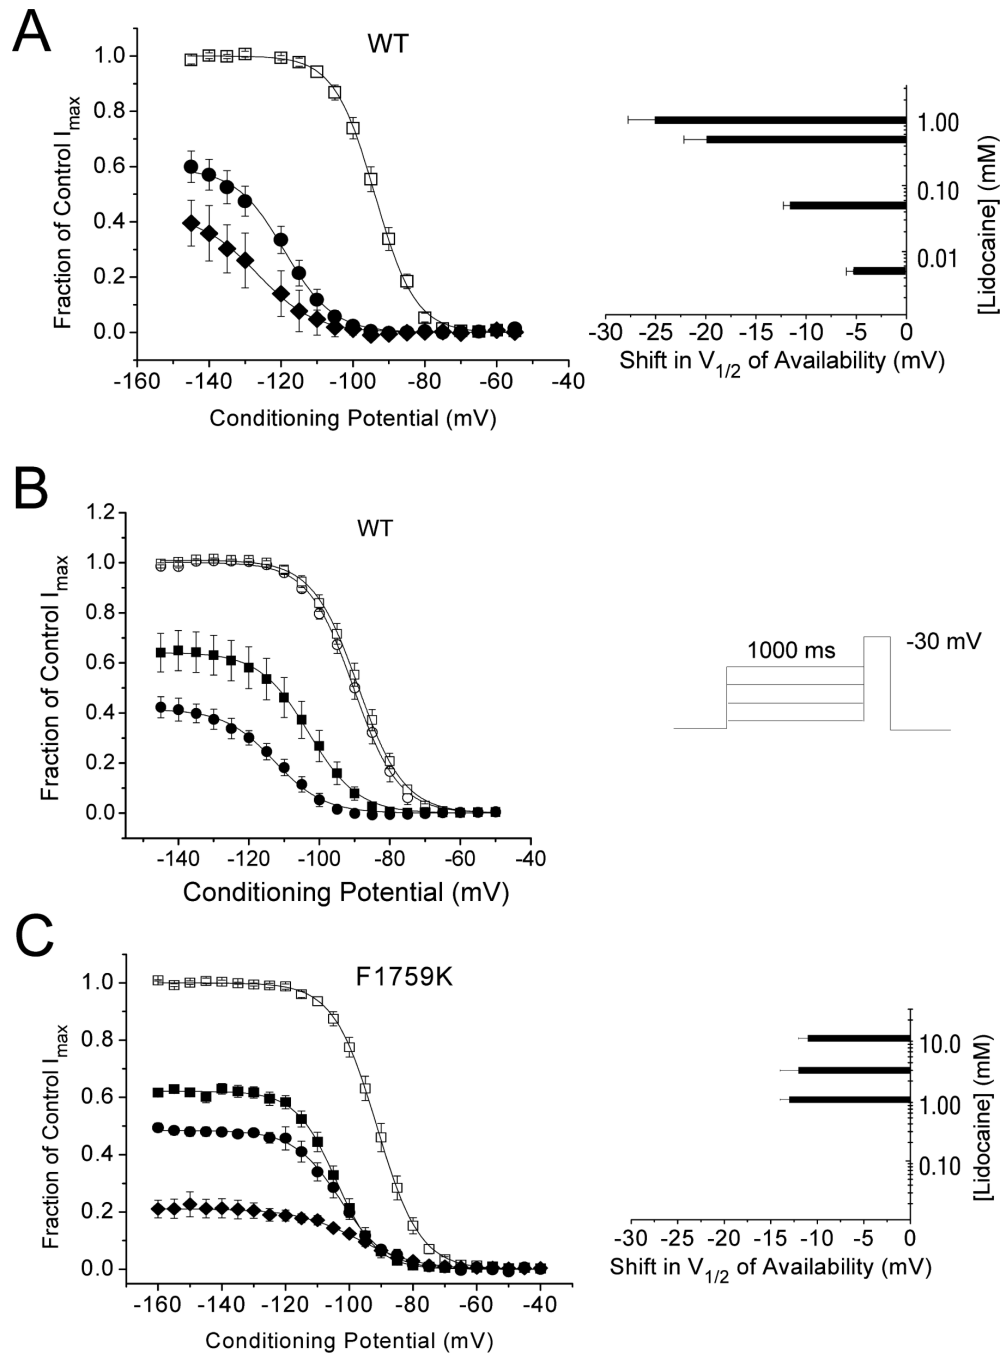 A
WT
Fraction of Control Imax
1.0
0.8
0.6
0.4
0.2
0.0
-160 -140 -120 -100 -80 -60 -40
Conditioning Potential (mV)
1.00
0.10
0.01
[Lidocaine] (mM)
-30 -25 -20 -15 -10 -5 0
Shift in V1/2 of Availability (mV)
B
WT
Fraction of Control Imax
1.2
1.0
0.8
0.6
0.4
0.2
0.0
-140 -120 -100 -80 -60 -40
Conditioning Potential (mV)
1000 ms
-30 mV
C
F1759K
Fraction of Control Imax
1.0
0.8
0.6
0.4
0.2
0.0
-160 -140 -120 -100 -80 -60 -40
Conditioning Potential (mV)
10.0
1.00
0.10
[Lidocaine] (mM)
-30 -25 -20 -15 -10 -5 0
Shift in V1/2 of Availability (mV)